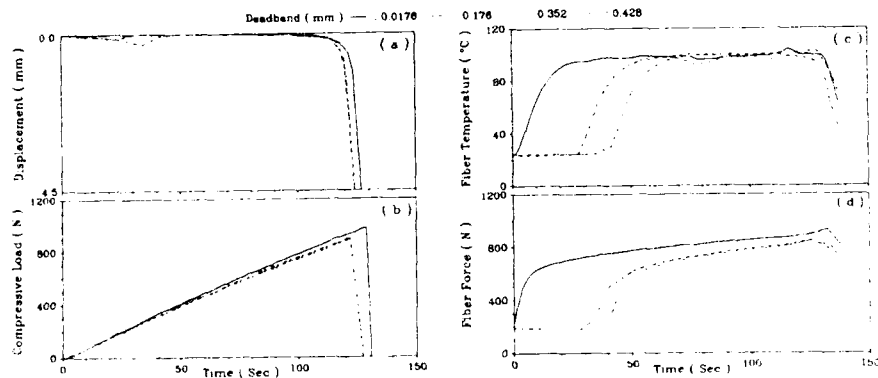 Deadband ( mm ) — 0.0176 0.176 0.352 0.428
0.0
( a )
Displacement ( mm )
4.5
1200
( b )
Compressive Load ( N )
800
400
0
0 50 100 150
Time ( Sec )
120
( c )
Fiber Temperature ( °C )
80
40
0
1200
( d )
Fiber Force ( N )
800
400
0
0 50 100 150
Time ( Sec )